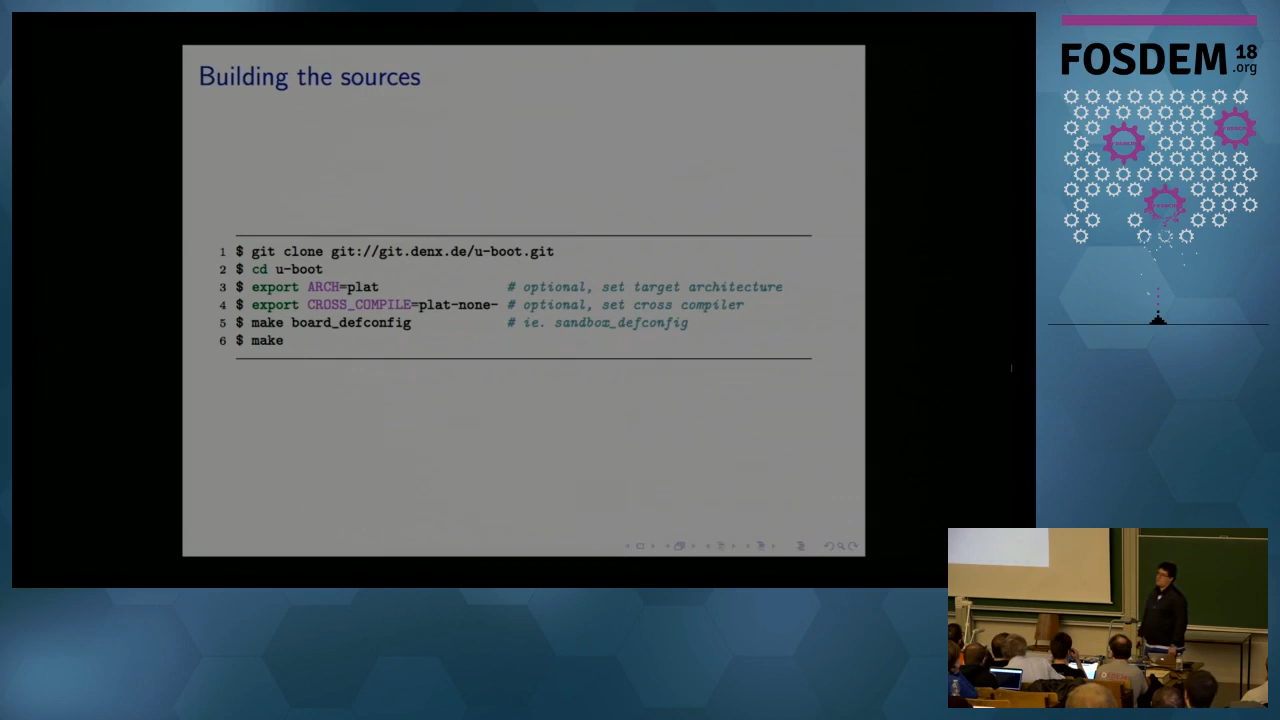 Building the sources
1 $ git clone git://git.denx.de/u-boot.git
2 $ cd u-boot
3 $ export ARCH=plat # optional, set target architecture
4 $ export CROSS_COMPILE=plat-none- # optional, set cross compiler
5 $ make board_defconfig # ie. sandbox_defconfig
6 $ make
FOSDEM 18
.org